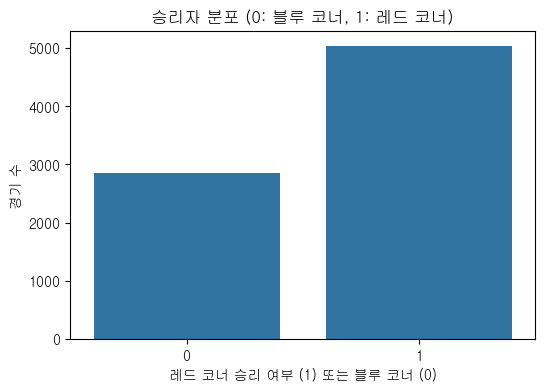 승리자 분포 (0: 블루 코너, 1: 레드 코너)
경기 수
5000
4000
3000
2000
1000
0
0 1
레드 코너 승리 여부 (1) 또는 블루 코너 (0)